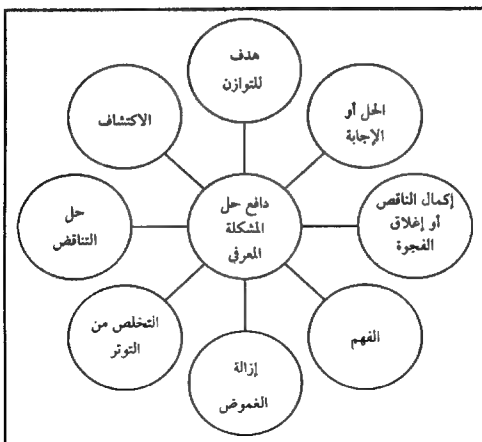 هدف
للتوازن
الحل أو
الإجابة
إكمال الناقص
أو إغلاق
الفجوة
الفهم
إزالة
الغموض
التخلص من
التوتر
حل
التناقض
الاكتشاف
دافع حل
المشكلة
المعرفي